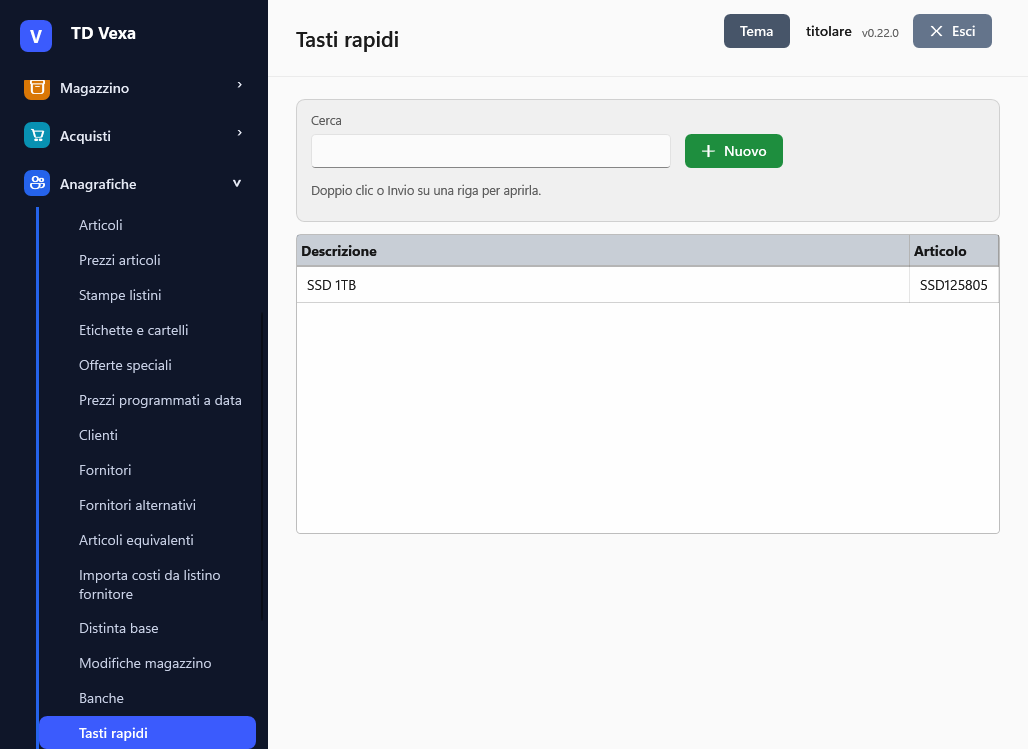 V
TD Vexa
Magazzino
Acquisti
Anagrafiche
Articoli
Prezzi articoli
Stampe listini
Etichette e cartelli
Offerte speciali
Prezzi programmati a data
Clienti
Fornitori
Fornitori alternativi
Articoli equivalenti
Importa costi da listino
fornitore
Distinta base
Modifiche magazzino
Banche
Tasti rapidi
Tasti rapidi
Tema titolare v0.22.0 Esci
Cerca
Nuovo
Doppio clic o Invio su una riga per aprirla.
Descrizione Articolo
SSD 1TB SSD125805